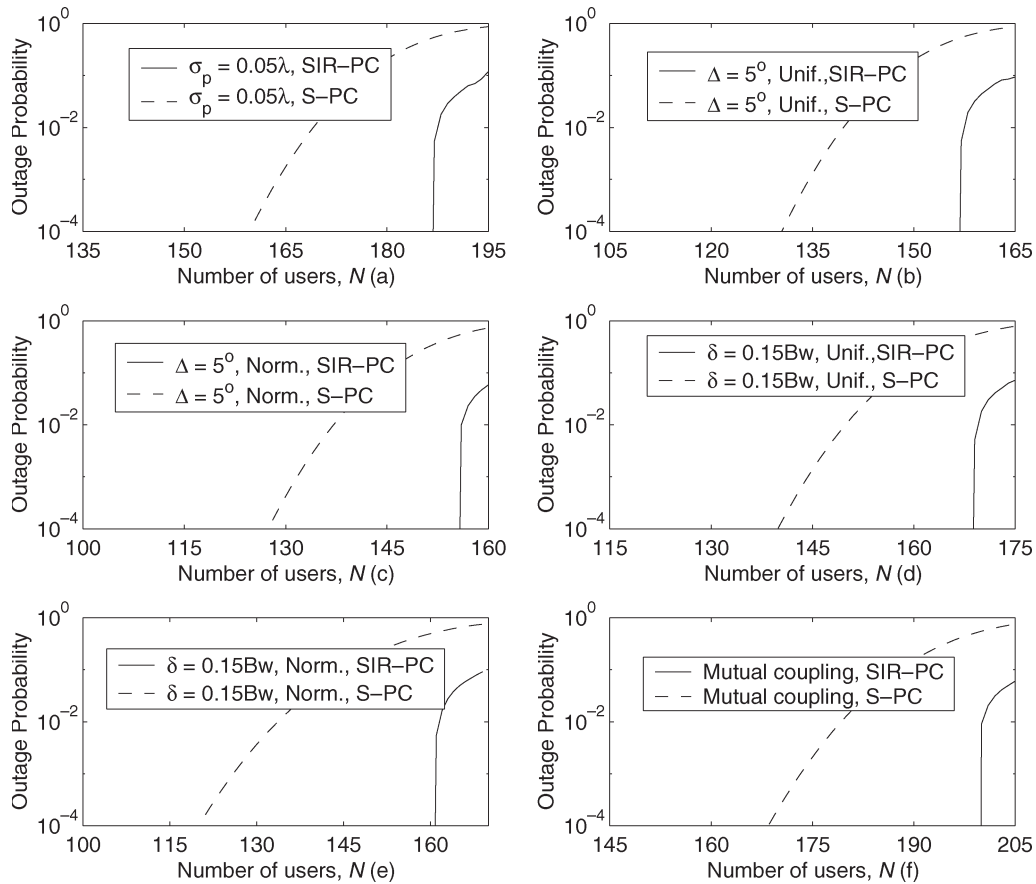 Outage Probability
10^0
10^−2
10^−4
σp = 0.05λ, SIR−PC
σp = 0.05λ, S−PC
135 150 165 180 195
Number of users, N (a)
Outage Probability
10^0
10^−2
10^−4
Δ = 5^o, Unif.,SIR−PC
Δ = 5^o, Unif., S−PC
105 120 135 150 165
Number of users, N (b)
Outage Probability
10^0
10^−2
10^−4
Δ = 5^o, Norm., SIR−PC
Δ = 5^o, Norm., S−PC
100 115 130 145 160
Number of users, N (c)
Outage Probability
10^0
10^−2
10^−4
δ = 0.15Bw, Unif.,SIR−PC
δ = 0.15Bw, Unif., S−PC
115 130 145 160 175
Number of users, N (d)
Outage Probability
10^0
10^−2
10^−4
δ = 0.15Bw, Norm., SIR−PC
δ = 0.15Bw, Norm., S−PC
100 115 130 145 160
Number of users, N (e)
Outage Probability
10^0
10^−2
10^−4
Mutual coupling, SIR−PC
Mutual coupling, S−PC
145 160 175 190 205
Number of users, N (f)